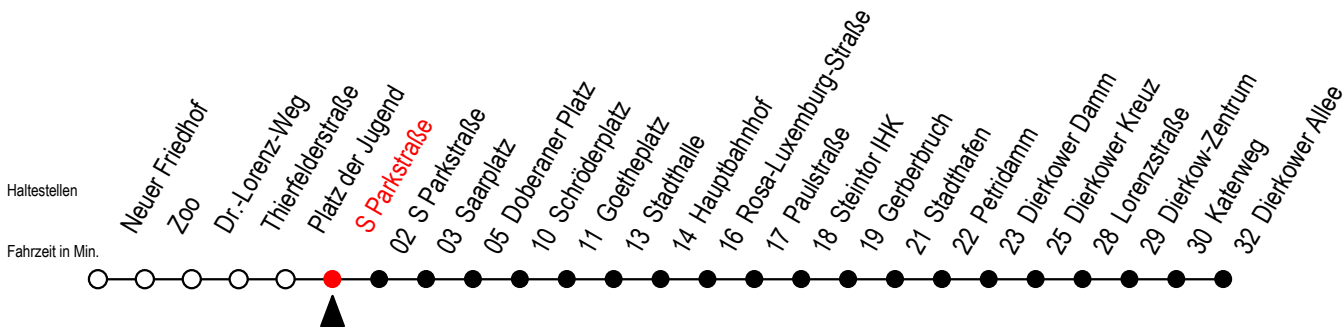 Haltestellen
Fahrzeit in Min.
Neuer Friedhof
Zoo
Dr.-Lorenz-Weg
Thierfelderstraße
Platz der Jugend
S Parkstraße
02 S Parkstraße
03 Saarplatz
05 Doberaner Platz
10 Schröderplatz
11 Goetheplatz
13 Stadthalle
14 Hauptbahnhof
16 Rosa-Luxemburg-Straße
17 Paulstraße
18 Steintor IHK
19 Gerberbruch
21 Stadthafen
22 Petridamm
23 Dierkower Damm
25 Dierkower Kreuz
28 Lorenzstraße
29 Dierkow-Zentrum
30 Katerweg
32 Dierkower Allee